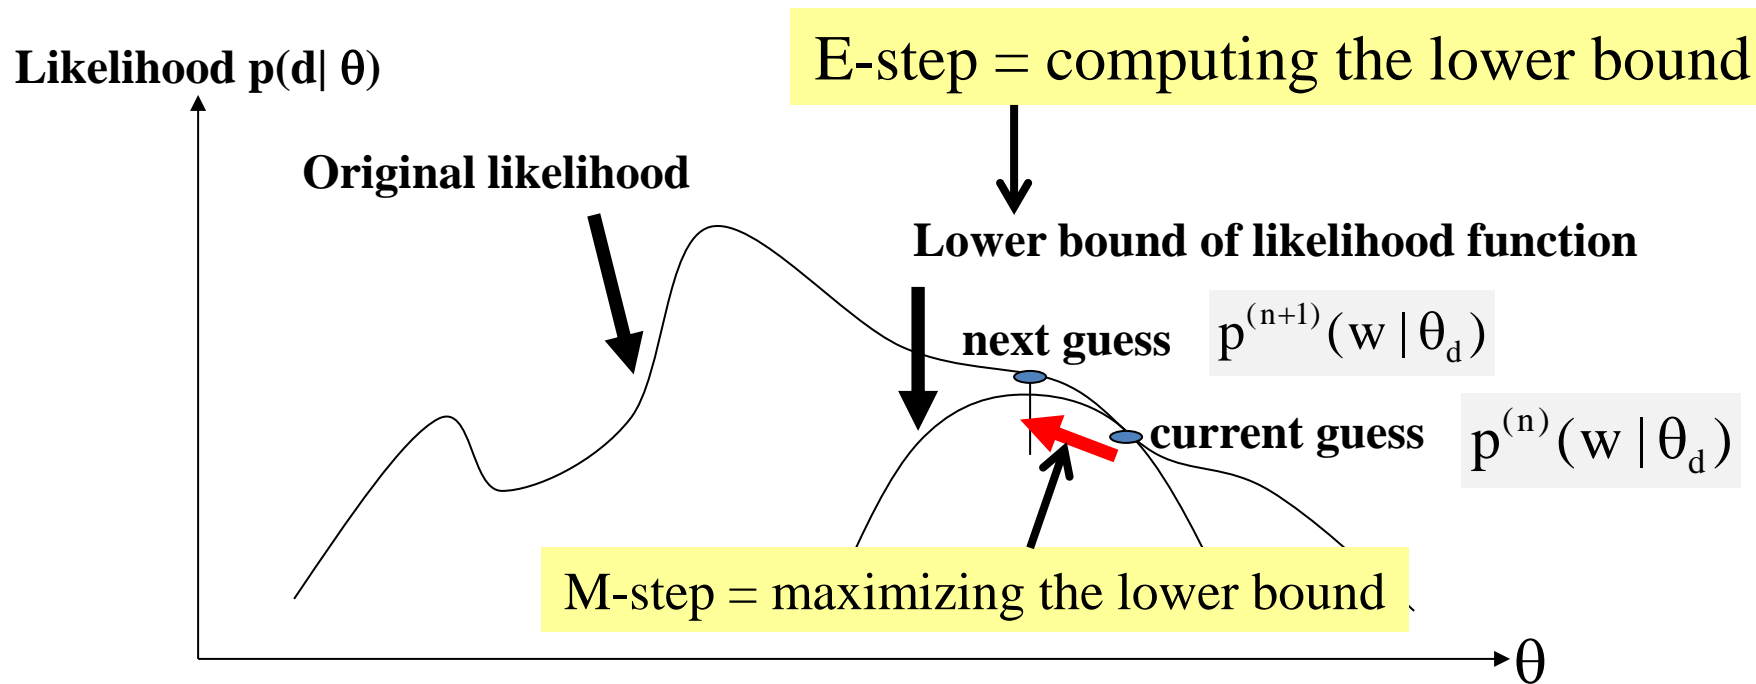 E-step = computing the lower bound
Likelihood p(d| θ)
Original likelihood
Lower bound of likelihood function
next guess p⁽ⁿ⁺¹⁾(w | θ_d)
current guess p⁽ⁿ⁾(w | θ_d)
M-step = maximizing the lower bound
θ